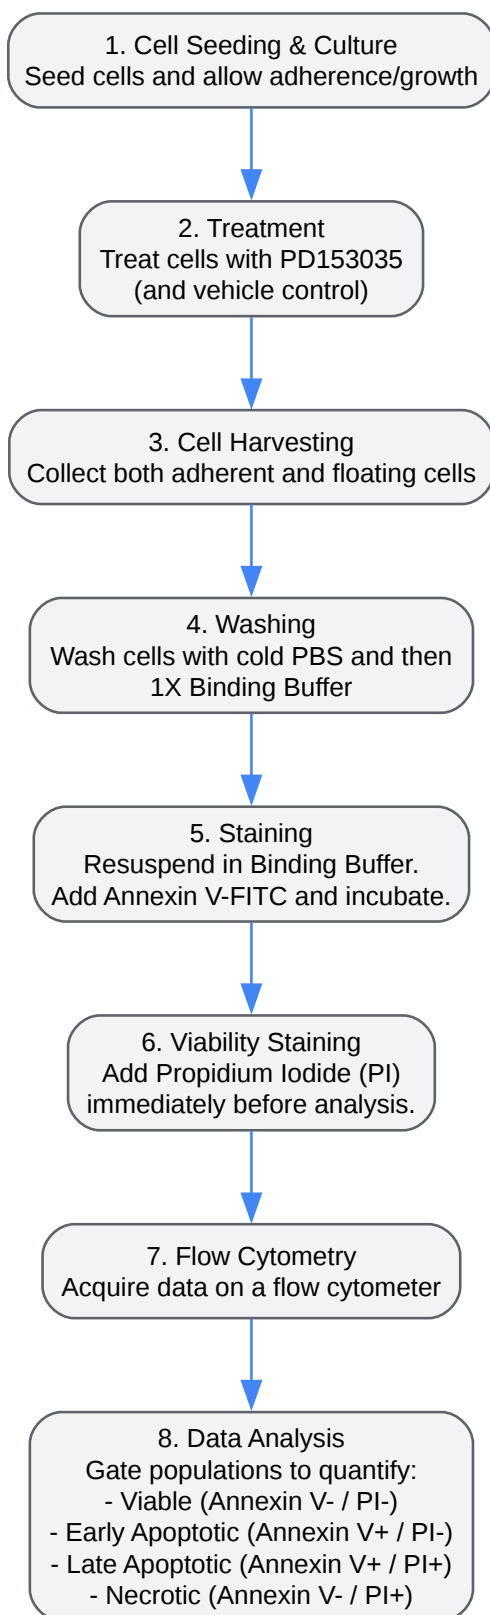 1. Cell Seeding & Culture
Seed cells and allow adherence/growth
2. Treatment
Treat cells with PD153035
(and vehicle control)
3. Cell Harvesting
Collect both adherent and floating cells
4. Washing
Wash cells with cold PBS and then
1X Binding Buffer
5. Staining
Resuspend in Binding Buffer.
Add Annexin V-FITC and incubate.
6. Viability Staining
Add Propidium Iodide (PI)
immediately before analysis.
7. Flow Cytometry
Acquire data on a flow cytometer
8. Data Analysis
Gate populations to quantify:
- Viable (Annexin V- / PI-)
- Early Apoptotic (Annexin V+ / PI-)
- Late Apoptotic (Annexin V+ / PI+)
- Necrotic (Annexin V- / PI+)